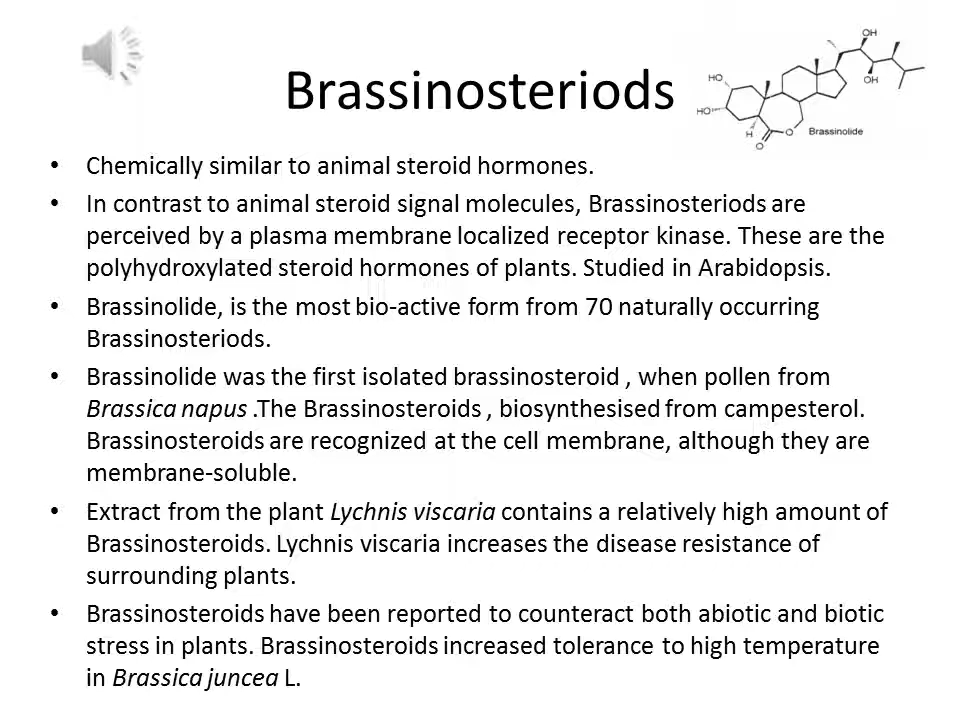 Brassinosteriods
OH
OH
HO
HO
H
O
O
Brassinolide
• Chemically similar to animal steroid hormones.
• In contrast to animal steroid signal molecules, Brassinosteriods are
perceived by a plasma membrane localized receptor kinase. These are the
polyhydroxylated steroid hormones of plants. Studied in Arabidopsis.
• Brassinolide, is the most bio-active form from 70 naturally occurring
Brassinosteriods.
• Brassinolide was the first isolated brassinosteroid , when pollen from
Brassica napus .The Brassinosteroids , biosynthesised from campesterol.
Brassinosteroids are recognized at the cell membrane, although they are
membrane-soluble.
• Extract from the plant Lychnis viscaria contains a relatively high amount of
Brassinosteroids. Lychnis viscaria increases the disease resistance of
surrounding plants.
• Brassinosteroids have been reported to counteract both abiotic and biotic
stress in plants. Brassinosteroids increased tolerance to high temperature
in Brassica juncea L.